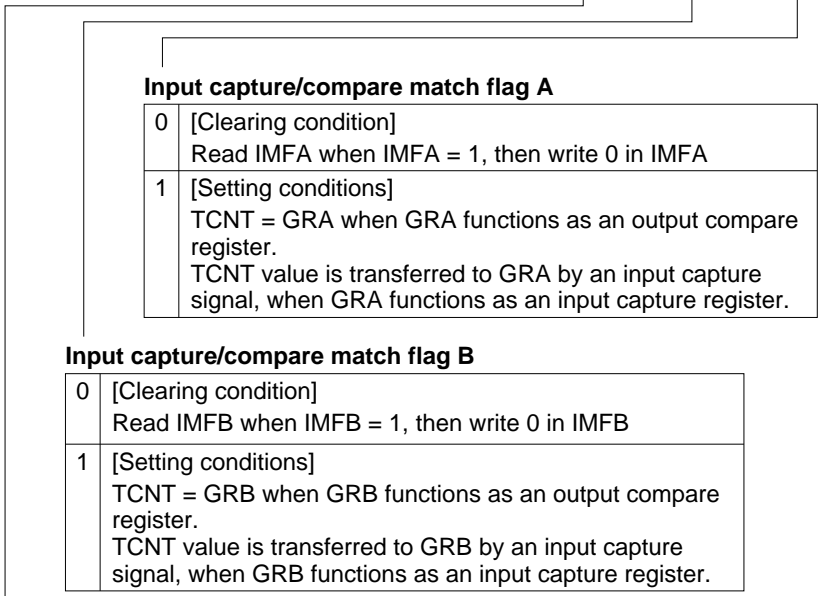 Input capture/compare match flag A
0 [Clearing condition]
Read IMFA when IMFA = 1, then write 0 in IMFA
1 [Setting conditions]
TCNT = GRA when GRA functions as an output compare
register.
TCNT value is transferred to GRA by an input capture
signal, when GRA functions as an input capture register.
Input capture/compare match flag B
0 [Clearing condition]
Read IMFB when IMFB = 1, then write 0 in IMFB
1 [Setting conditions]
TCNT = GRB when GRB functions as an output compare
register.
TCNT value is transferred to GRB by an input capture
signal, when GRB functions as an input capture register.